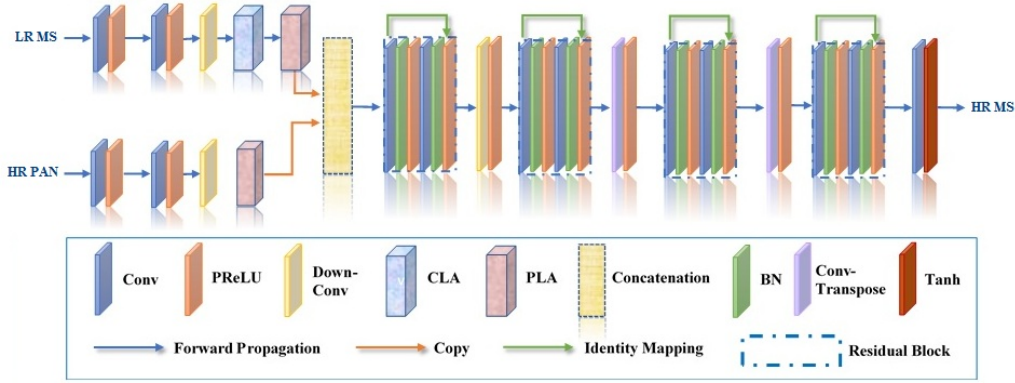 LR MS
HR MS
HR PAN
Conv
PReLU
Down-
Conv
CLA
PLA
Concatenation
BN
Conv-
Transpose
Tanh
Forward Propagation
Copy
Identity Mapping
Residual Block